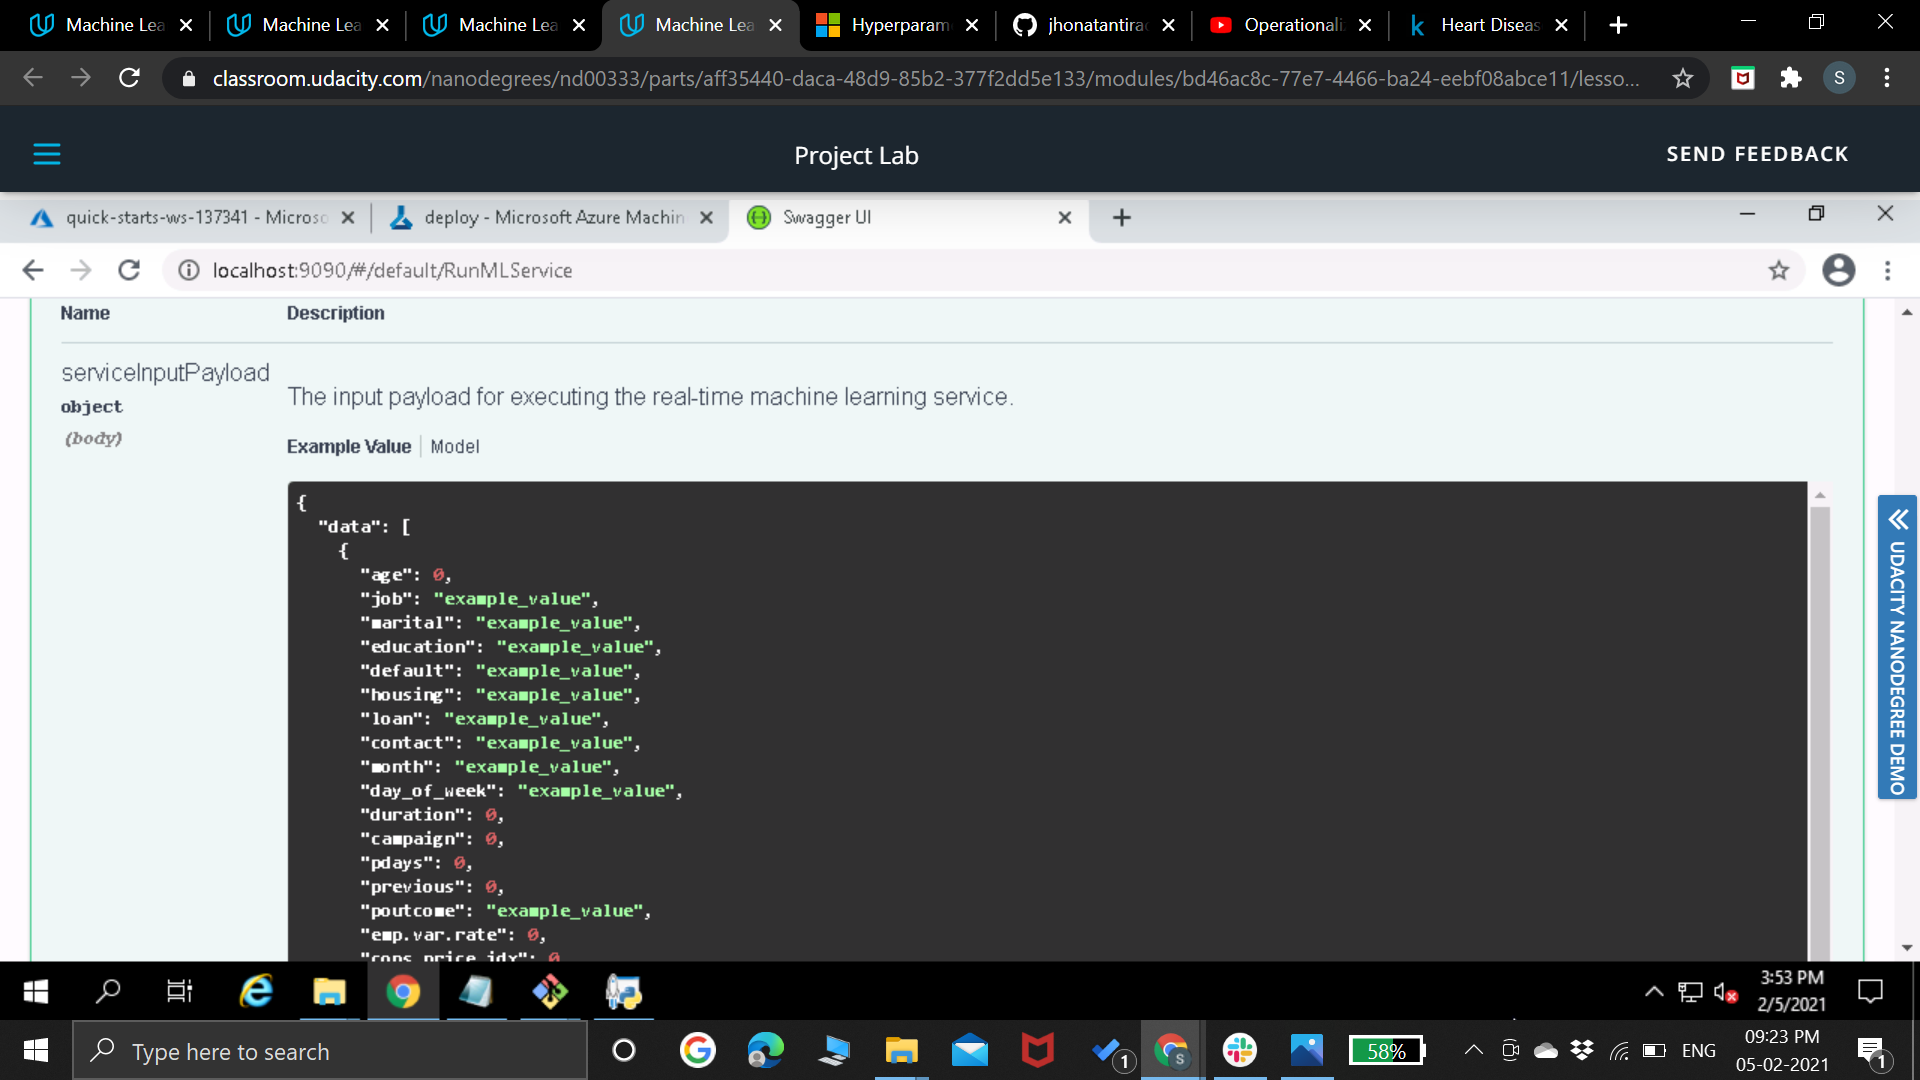 Machine Lea
Machine Lea
Machine Lea
Machine Lea
Hyperparam
jhonatantirac
Operationali
Heart Diseas
classroom.udacity.com/nanodegrees/nd00333/parts/aff35440-daca-48d9-85b2-377f2dd5e133/modules/bd46ac8c-77e7-4466-ba24-eebf08abce11/lesso...
S
Project Lab
SEND FEEDBACK
quick-starts-ws-137341 - Microso
deploy - Microsoft Azure Machin
Swagger UI
localhost:9090/#/default/RunMLService
Name
Description
serviceInputPayload
object
(body)
The input payload for executing the real-time machine learning service.
Example Value
Model
{
"data": [
{
"age": 0,
"job": "example_value",
"marital": "example_value",
"education": "example_value",
"default": "example_value",
"housing": "example_value",
"loan": "example_value",
"contact": "example_value",
"month": "example_value",
"day_of_week": "example_value",
"duration": 0,
"campaign": 0,
"pdays": 0,
"previous": 0,
"poutcome": "example_value",
"emp.var.rate": 0,
"cons.price.idx": 0
UDACITY NANODEGREE DEMO
3:53 PM
2/5/2021
Type here to search
1
S
58%
ENG
09:23 PM
05-02-2021
1